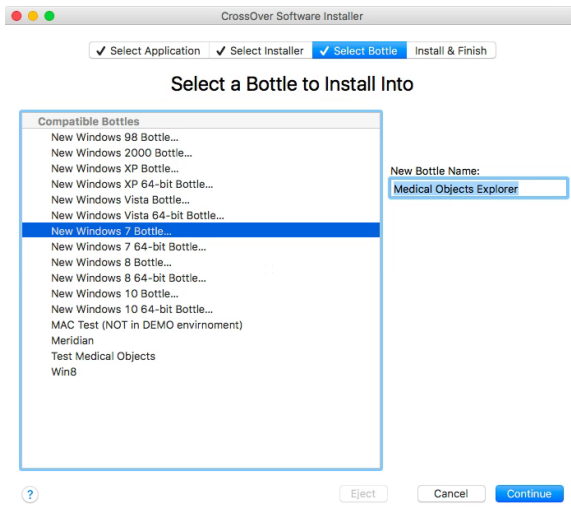 CrossOver Software Installer
✓ Select Application ✓ Select Installer ✓ Select Bottle Install & Finish
Select a Bottle to Install Into
Compatible Bottles
New Windows 98 Bottle...
New Windows 2000 Bottle...
New Windows XP Bottle...
New Windows XP 64-bit Bottle...
New Windows Vista Bottle...
New Windows Vista 64-bit Bottle...
New Windows 7 Bottle...
New Windows 7 64-bit Bottle...
New Windows 8 Bottle...
New Windows 8 64-bit Bottle...
New Windows 10 Bottle...
New Windows 10 64-bit Bottle...
MAC Test (NOT in DEMO envirnoment)
Meridian
Test Medical Objects
Win8
New Bottle Name:
Medical Objects Explorer
? Eject Cancel Continue